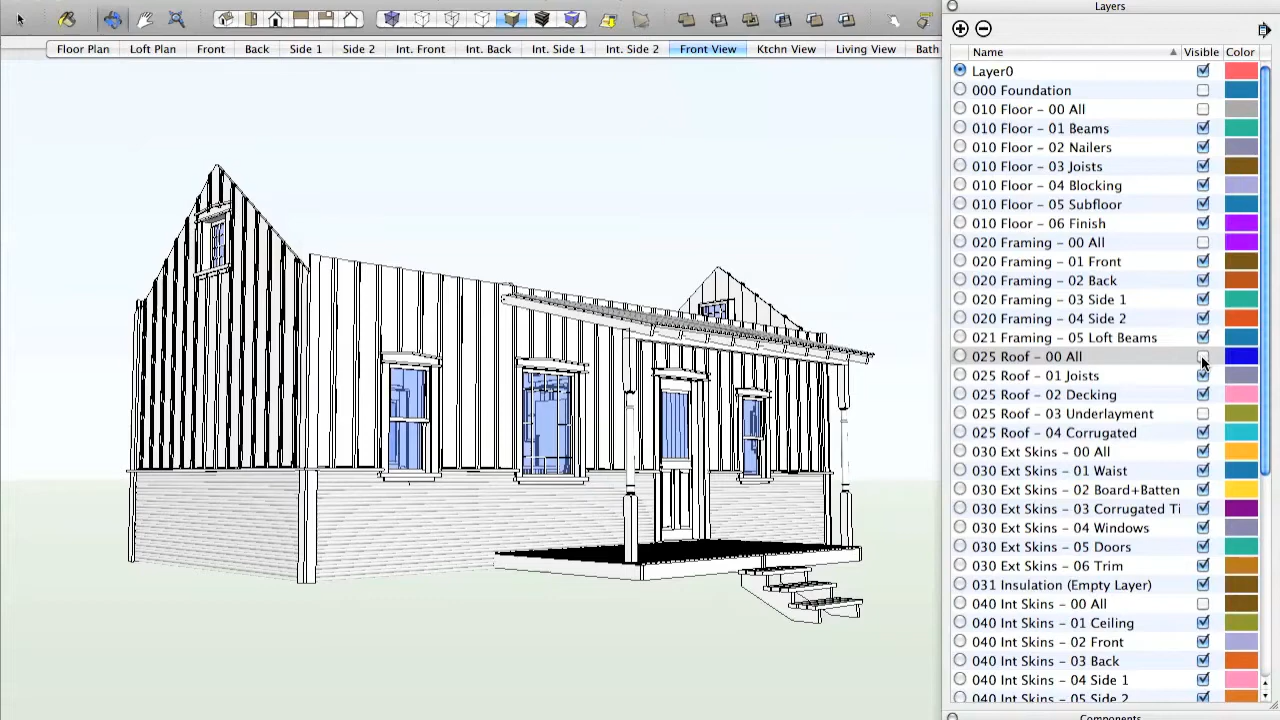 Layers
Floor Plan Loft Plan Front Back Side 1 Side 2 Int. Front Int. Back Int. Side 1 Int. Side 2 Front View Ktchn View Living View Bath
Name Visible Color
Layer0
000 Foundation
010 Floor - 00 All
010 Floor - 01 Beams
010 Floor - 02 Nailers
010 Floor - 03 Joists
010 Floor - 04 Blocking
010 Floor - 05 Subfloor
010 Floor - 06 Finish
020 Framing - 00 All
020 Framing - 01 Front
020 Framing - 02 Back
020 Framing - 03 Side 1
020 Framing - 04 Side 2
021 Framing - 05 Loft Beams
025 Roof - 00 All
025 Roof - 01 Joists
025 Roof - 02 Decking
025 Roof - 03 Underlayment
025 Roof - 04 Corrugated
030 Ext Skins - 00 All
030 Ext Skins - 01 Waist
030 Ext Skins - 02 Board+Batten
030 Ext Skins - 03 Corrugated Ti
030 Ext Skins - 04 Windows
030 Ext Skins - 05 Doors
030 Ext Skins - 06 Trim
031 Insulation (Empty Layer)
040 Int Skins - 00 All
040 Int Skins - 01 Ceiling
040 Int Skins - 02 Front
040 Int Skins - 03 Back
040 Int Skins - 04 Side 1
040 Int Skins - 05 Side 2
Components